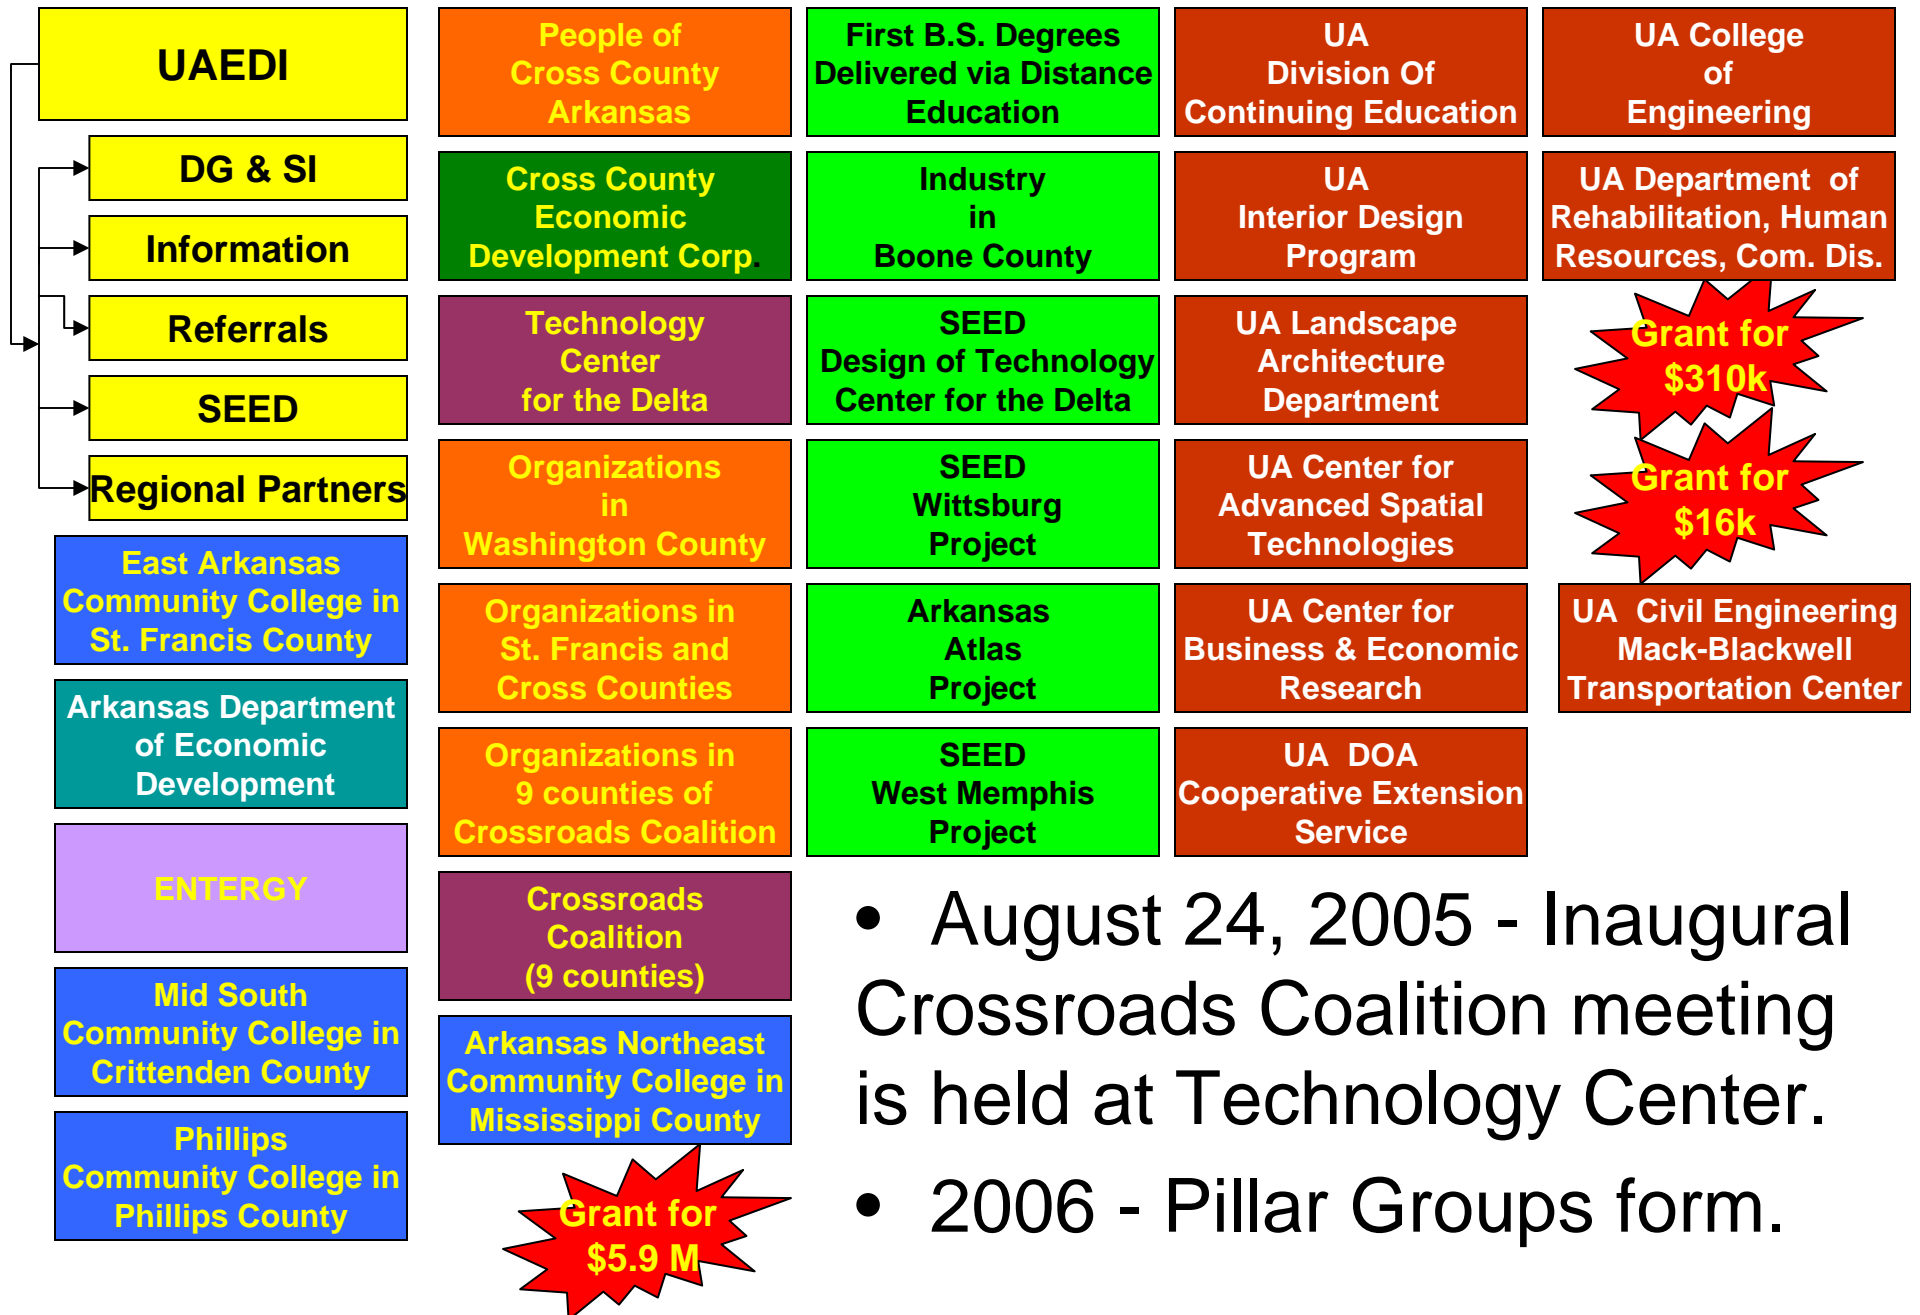 UAEDI
DG & SI
Information
Referrals
SEED
Regional Partners
East Arkansas
Community College in
St. Francis County
Arkansas Department
of Economic
Development
ENTERGY
Mid South
Community College in
Crittenden County
Phillips
Community College in
Phillips County
People of
Cross County
Arkansas
Cross County
Economic
Development Corp.
Technology
Center
for the Delta
Organizations
in
Washington County
Organizations in
St. Francis and
Cross Counties
Organizations in
9 counties of
Crossroads Coalition
Crossroads
Coalition
(9 counties)
Arkansas Northeast
Community College in
Mississippi County
Grant for
$5.9 M
First B.S. Degrees
Delivered via Distance
Education
Industry
in
Boone County
SEED
Design of Technology
Center for the Delta
SEED
Wittsburg
Project
Arkansas
Atlas
Project
SEED
West Memphis
Project
UA
Division Of
Continuing Education
UA
Interior Design
Program
UA Landscape
Architecture
Department
UA Center for
Advanced Spatial
Technologies
UA Center for
Business & Economic
Research
UA DOA
Cooperative Extension
Service
UA College
of
Engineering
UA Department of
Rehabilitation, Human
Resources, Com. Dis.
Grant for
$310k
Grant for
$16k
UA Civil Engineering
Mack-Blackwell
Transportation Center
• August 24, 2005 - Inaugural
Crossroads Coalition meeting
is held at Technology Center.
• 2006 - Pillar Groups form.